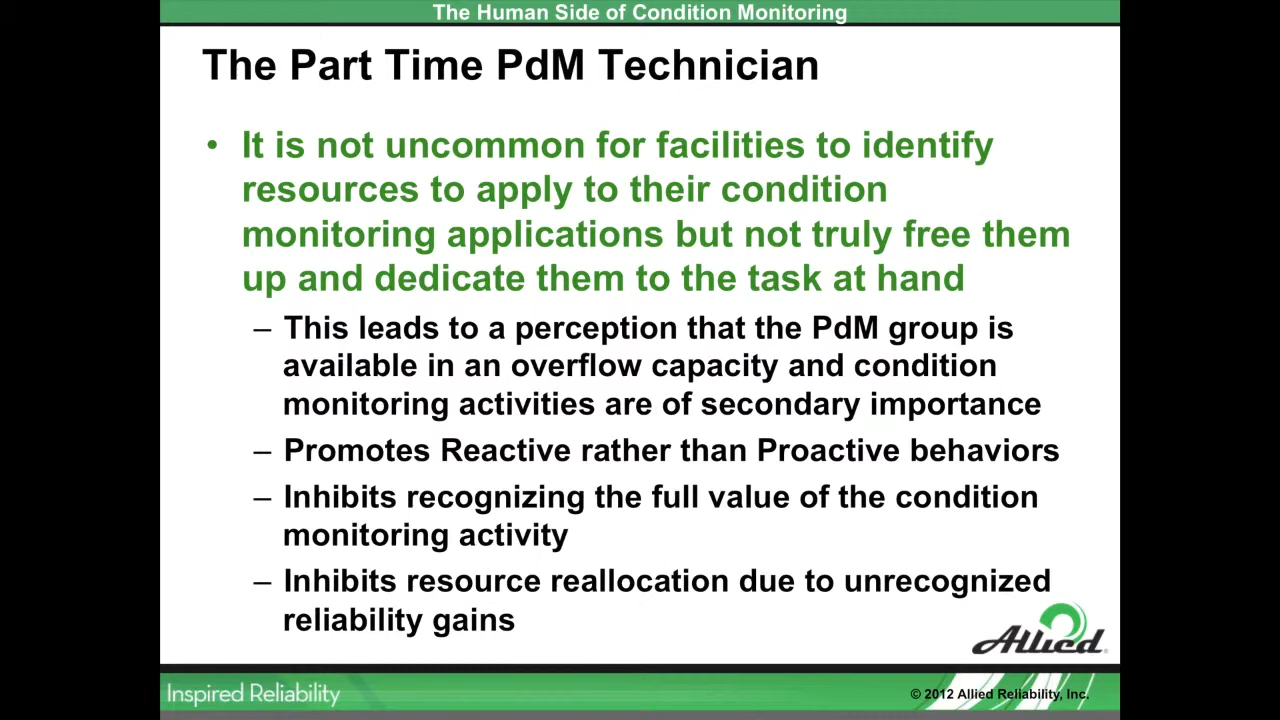 The Human Side of Condition Monitoring
The Part Time PdM Technician
• It is not uncommon for facilities to identify
resources to apply to their condition
monitoring applications but not truly free them
up and dedicate them to the task at hand
– This leads to a perception that the PdM group is
available in an overflow capacity and condition
monitoring activities are of secondary importance
– Promotes Reactive rather than Proactive behaviors
– Inhibits recognizing the full value of the condition
monitoring activity
– Inhibits resource reallocation due to unrecognized
reliability gains
Allied
Inspired Reliability
© 2012 Allied Reliability, Inc.